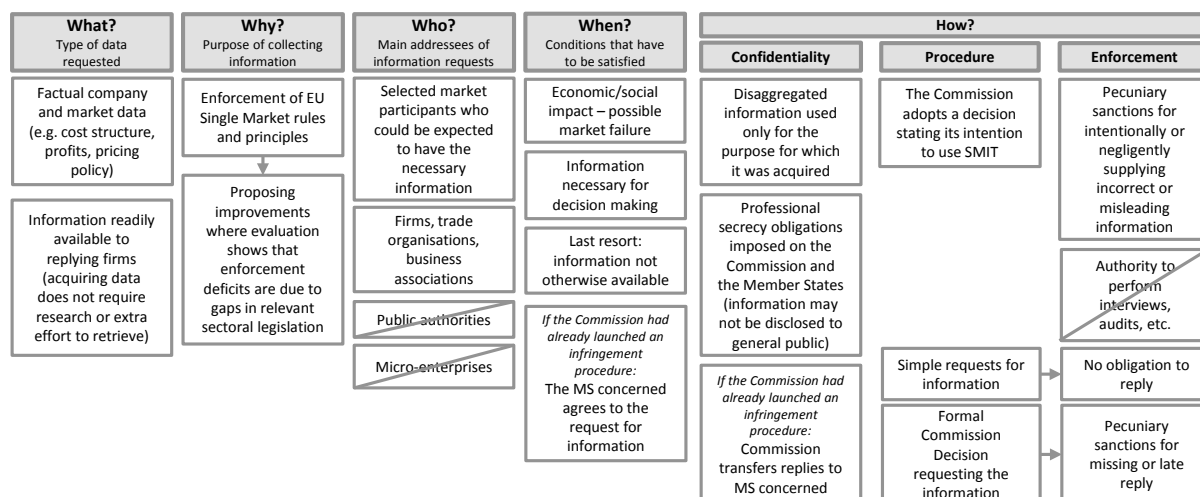 What?
Type of data
requested
Factual company
and market data
(e.g. cost structure,
profits, pricing
policy)
Information readily
available to
replying firms
(acquiring data
does not require
research or extra
effort to retrieve)
Why?
Purpose of collecting
information
Enforcement of EU
Single Market rules
and principles
Proposing
improvements
where evaluation
shows that
enforcement
deficits are due to
gaps in relevant
sectoral legislation
Who?
Main addressees of
information requests
Selected market
participants who
could be expected
to have the
necessary
information
Firms, trade
organisations,
business
associations
Public authorities
Micro-enterprises
When?
Conditions that have
to be satisfied
Economic/social
impact – possible
market failure
Information
necessary for
decision making
Last resort:
information not
otherwise available
If the Commission had
already launched an
infringement
procedure:
The MS concerned
agrees to the
request for
information
How?
Confidentiality
Disaggregated
information used
only for the
purpose for which
it was acquired
Professional
secrecy obligations
imposed on the
Commission and
the Member States
(information may
not be disclosed to
general public)
If the Commission had
already launched an
infringement
procedure:
Commission
transfers replies to
MS concerned
Procedure
The Commission
adopts a decision
stating its intention
to use SMIT
Simple requests for
information
Formal
Commission
Decision
requesting the
information
Enforcement
Pecuniary
sanctions for
intentionally or
negligently
supplying
incorrect or
misleading
information
Authority to
perform
interviews,
audits, etc.
No obligation to
reply
Pecuniary
sanctions for
missing or late
reply